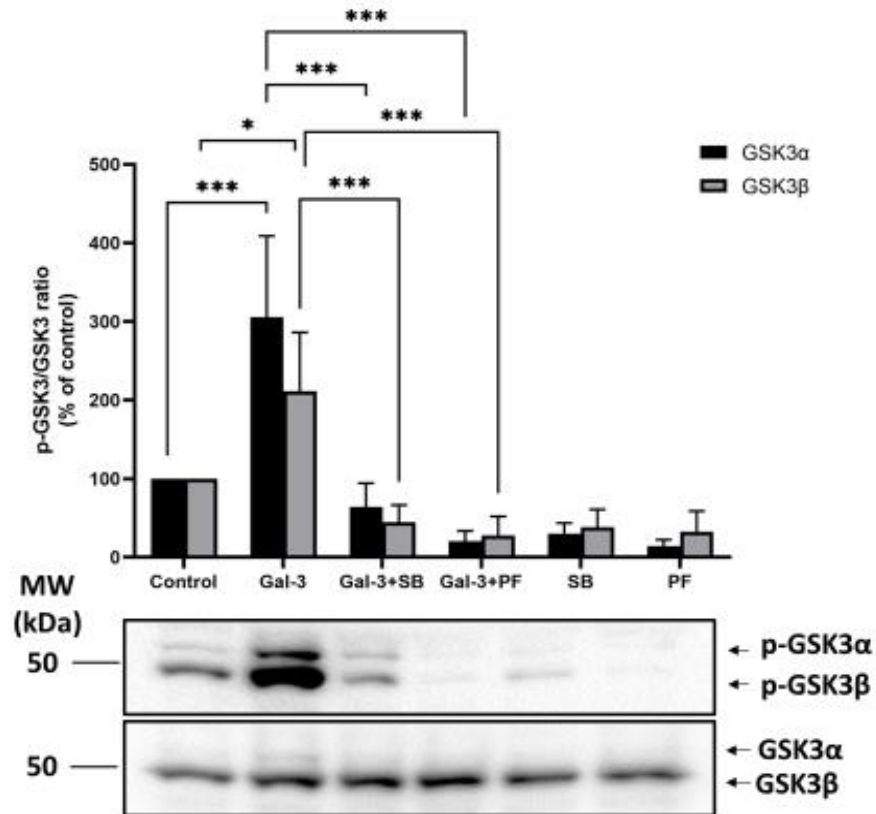 ***
***
*
***
***
***
GSK3α
GSK3β
p-GSK3/GSK3 ratio
(% of control)
500
400
300
200
100
0
Control Gal-3 Gal-3+SB Gal-3+PF SB PF
MW
(kDa)
50
p-GSK3α
p-GSK3β
50
GSK3α
GSK3β